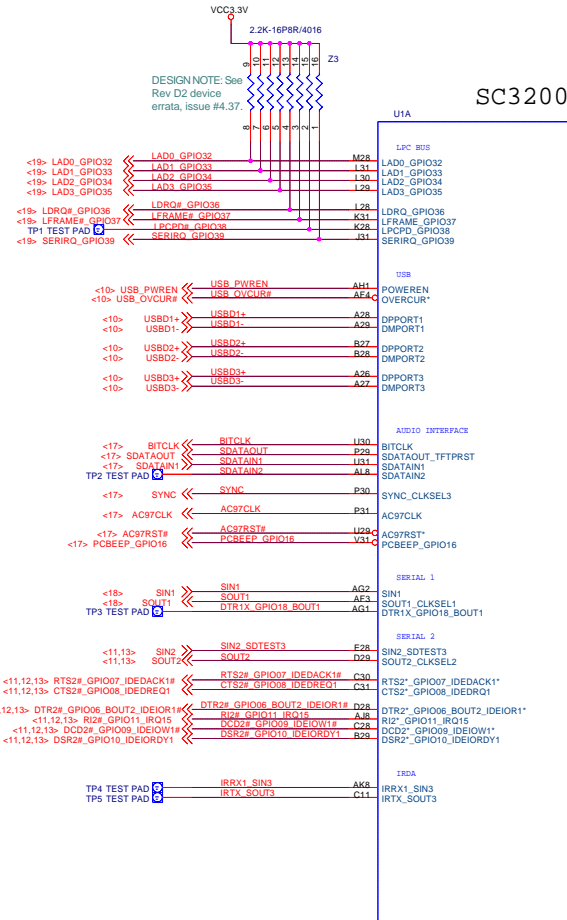 VCC3.3V
2.2K-16P8R/4016
9 10 11 12 13 14 15 16
Z3
DESIGN NOTE: See
Rev D2 device
errata, issue #4.37.
8 7 6 5 4 3 2 1
SC3200
U1A
LPC BUS
<19> LAD0_GPIO32 LAD0_GPIO32 M28 LAD0_GPIO32
<19> LAD1_GPIO33 LAD1_GPIO33 L31 LAD1_GPIO33
<19> LAD2_GPIO34 LAD2_GPIO34 L30 LAD2_GPIO34
<19> LAD3_GPIO35 LAD3_GPIO35 L29 LAD3_GPIO35
<19> LDRQ#_GPIO36 LDRQ#_GPIO36 L28 LDRQ_GPIO36
<19> LFRAME#_GPIO37 LFRAME#_GPIO37 K31 LFRAME_GPIO37
TP1 TEST PAD LPCPD#_GPIO38 K28 LPCPD_GPIO38
<19> SERIRQ_GPIO39 SERIRQ_GPIO39 J31 SERIRQ_GPIO39
USB
<10> USB_PWREN USB_PWREN AH1 POWEREN
<10> USB_OVCUR# USB_OVCUR# AF4 OVERCUR*
<10> USBD1+ USBD1+ A28 DPPORT1
<10> USBD1- USBD1- A29 DMPORT1
<10> USBD2+ USBD2+ B27 DPPORT2
<10> USBD2- USBD2- B28 DMPORT2
<10> USBD3+ USBD3+ A26 DPPORT3
<10> USBD3- USBD3- A27 DMPORT3
AUDIO INTERFACE
<17> BITCLK BITCLK U30 BITCLK
<17> SDATAOUT SDATAOUT P29 SDATAOUT_TFTPRST
<17> SDATAIN1 SDATAIN1 U31 SDATAIN1
TP2 TEST PAD SDATAIN2 AL8 SDATAIN2
<17> SYNC SYNC P30 SYNC_CLKSEL3
<17> AC97CLK AC97CLK P31 AC97CLK
<17> AC97RST# AC97RST# U29 AC97RST*
<17> PCBEEP_GPIO16 PCBEEP_GPIO16 V31 PCBEEP_GPIO16
SERIAL 1
<18> SIN1 SIN1 AG2 SIN1
<18> SOUT1 SOUT1 AF3 SOUT1_CLKSEL1
TP3 TEST PAD DTR1X_GPIO18_BOUT1 AG1 DTR1X_GPIO18_BOUT1
SERIAL 2
<11,13> SIN2 SIN2_SDTEST3 E28 SIN2_SDTEST3
<11,13> SOUT2 SOUT2 D29 SOUT2_CLKSEL2
<11,12,13> RTS2#_GPIO07_IDEDACK1# RTS2#_GPIO07_IDEDACK1# C30 RTS2*_GPIO07_IDEDACK1*
<11,12,13> CTS2#_GPIO08_IDEDREQ1 CTS2#_GPIO08_IDEDREQ1 C31 CTS2*_GPIO08_IDEDRQ1
12,13> DTR2#_GPIO06_BOUT2_IDEIOR1# DTR2#_GPIO06_BOUT2_IDEIOR1# D28 DTR2*_GPIO06_BOUT2_IDEIOR1*
<11,12,13> RI2#_GPIO11_IRQ15 RI2#_GPIO11_IRQ15 AJ8 RI2*_GPIO11_IRQ15
<11,12,13> DCD2#_GPIO09_IDEIOW1# DCD2#_GPIO09_IDEIOW1# C28 DCD2*_GPIO09_IDEIOW1*
<11,12,13> DSR2#_GPIO10_IDEIORDY1 DSR2#_GPIO10_IDEIORDY1 B29 DSR2*_GPIO10_IDEIORDY1
IRDA
TP4 TEST PAD IRRX1_SIN3 AK8 IRRX1_SIN3
TP5 TEST PAD IRTX_SOUT3 C11 IRTX_SOUT3